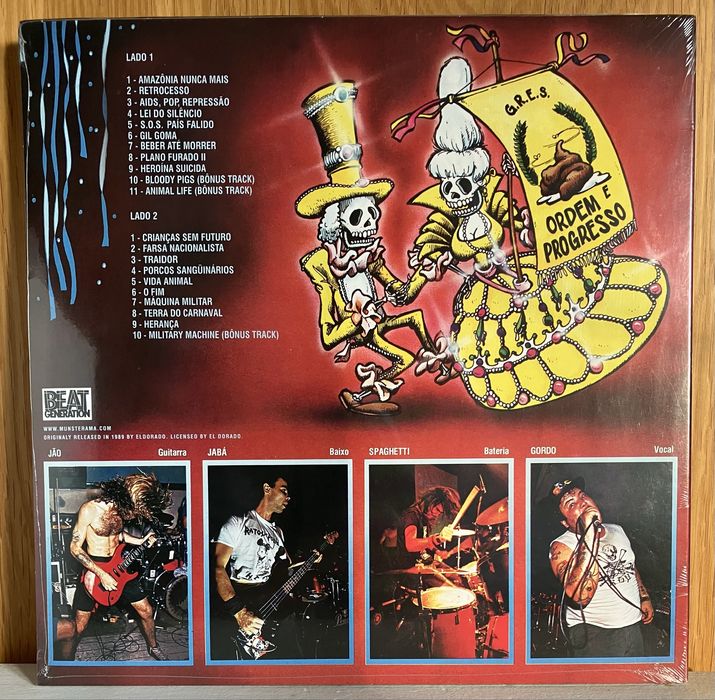 LADO 1
1 - AMAZÔNIA NUNCA MAIS
2 - RETROCESSO
3 - AIDS, POP, REPRESSÃO
4 - LEI DO SILÊNCIO
5 - S.O.S. PAÍS FALIDO
6 - GIL GOMA
7 - BEBER ATÉ MORRER
8 - PLANO FURADO II
9 - HEROÍNA SUICIDA
10 - BLOODY PIGS (BÔNUS TRACK)
11 - ANIMAL LIFE (BÔNUS TRACK)
LADO 2
1 - CRIANÇAS SEM FUTURO
2 - FARSA NACIONALISTA
3 - TRAIDOR
4 - PORCOS SANGÜINÁRIOS
5 - VIDA ANIMAL
6 - O FIM
7 - MÁQUINA MILITAR
8 - TERRA DO CARNAVAL
9 - HERANÇA
10 - MILITARY MACHINE (BÔNUS TRACK)
G.R.E.S.
ORDEM E
PROGRESSO
BEAT
GENERATION
WWW.MUNSTERAMA.COM
ORIGINALY RELEASED IN 1989 BY ELDORADO. LICENSED BY EL DORADO.
JÃO Guitarra
JABÁ Baixo
SPAGHETTI Bateria
GORDO Vocal